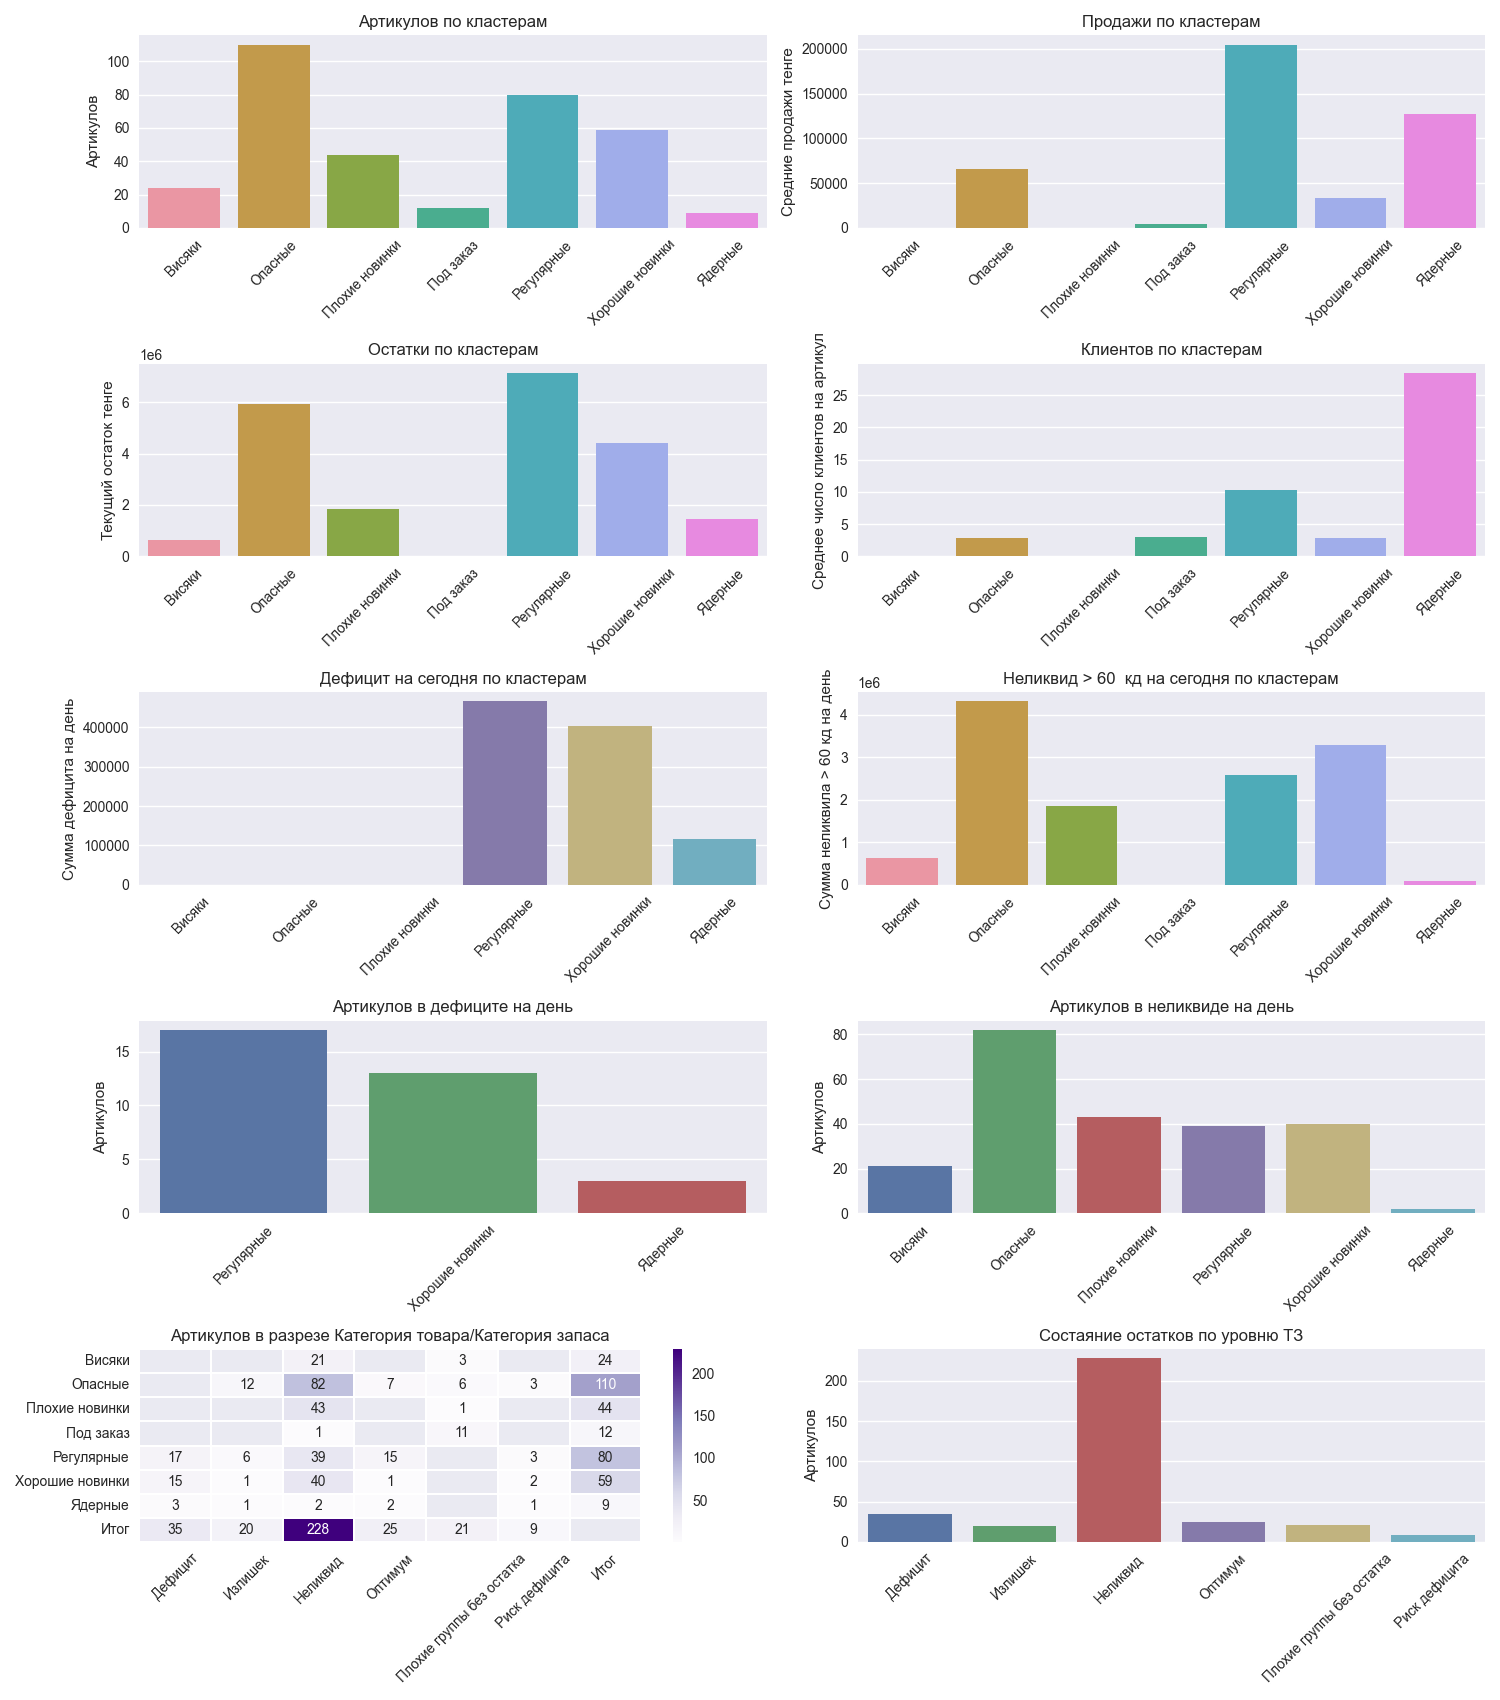 Артикулов по кластерам
Артикулов
100
80
60
40
20
0
Висяки
Опасные
Плохие новинки
Под заказ
Регулярные
Хорошие новинки
Ядерные
Продажи по кластерам
Средние продажи тенге
200000
150000
100000
50000
0
Висяки
Опасные
Плохие новинки
Под заказ
Регулярные
Хорошие новинки
Ядерные
Остатки по кластерам
1e6
Текущий остаток тенге
6
4
2
0
Висяки
Опасные
Плохие новинки
Под заказ
Регулярные
Хорошие новинки
Ядерные
Клиентов по кластерам
Среднее число клиентов на артикул
25
20
15
10
5
0
Висяки
Опасные
Плохие новинки
Под заказ
Регулярные
Хорошие новинки
Ядерные
Дефицит на сегодня по кластерам
Сумма дефицита на день
400000
300000
200000
100000
0
Висяки
Опасные
Плохие новинки
Регулярные
Хорошие новинки
Ядерные
Неликвид > 60  кд на сегодня по кластерам
1e6
Сумма неликвила > 60 кд на день
4
3
2
1
0
Висяки
Опасные
Плохие новинки
Под заказ
Регулярные
Хорошие новинки
Ядерные
Артикулов в дефиците на день
Артикулов
15
10
5
0
Регулярные
Хорошие новинки
Ядерные
Артикулов в неликвиде на день
Артикулов
80
60
40
20
0
Висяки
Опасные
Плохие новинки
Регулярные
Хорошие новинки
Ядерные
Артикулов в разрезе Категория товара/Категория запаса
Висяки 21 3 24
Опасные 12 82 7 6 3 110
Плохие новинки 43 1 44
Под заказ 1 11 12
Регулярные 17 6 39 15 3 80
Хорошие новинки 15 1 40 1 2 59
Ядерные 3 1 2 2 1 9
Итог 35 20 228 25 21 9
Дефицит
Излишек
Неликвид
Оптимум
Плохие группы без остатка
Риск дефицита
Итог
200
150
100
50
Состаяние остатков по уровню ТЗ
Артикулов
200
150
100
50
0
Дефицит
Излишек
Неликвид
Оптимум
Плохие группы без остатка
Риск дефицита